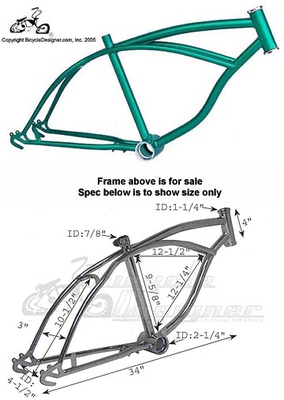 Copyright BicycleDesigner.com, Inc. 2005
Frame above is for sale
Spec below is to show size only
ID:1-1/4"
4"
ID:7/8"
12-1/2"
9-5/8"
12-1/4"
10-1/2"
3"
ID:2-1/4"
ID:
4-1/2"
34"